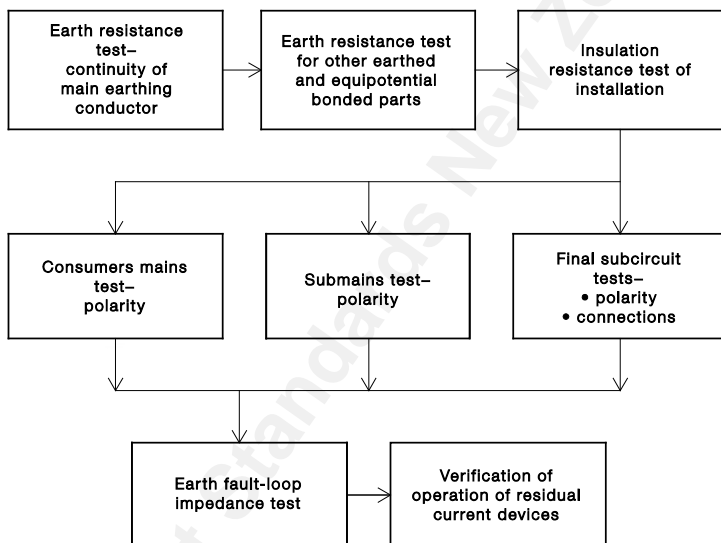 Earth resistance
test–
continuity of
main earthing
conductor
Earth resistance test
for other earthed
and equipotential
bonded parts
Insulation
resistance test of
installation
Consumers mains
test–
polarity
Submains test–
polarity
Final subcircuit
tests–
• polarity
• connections
Earth fault-loop
impedance test
Verification of
operation of residual
current devices
Standards New